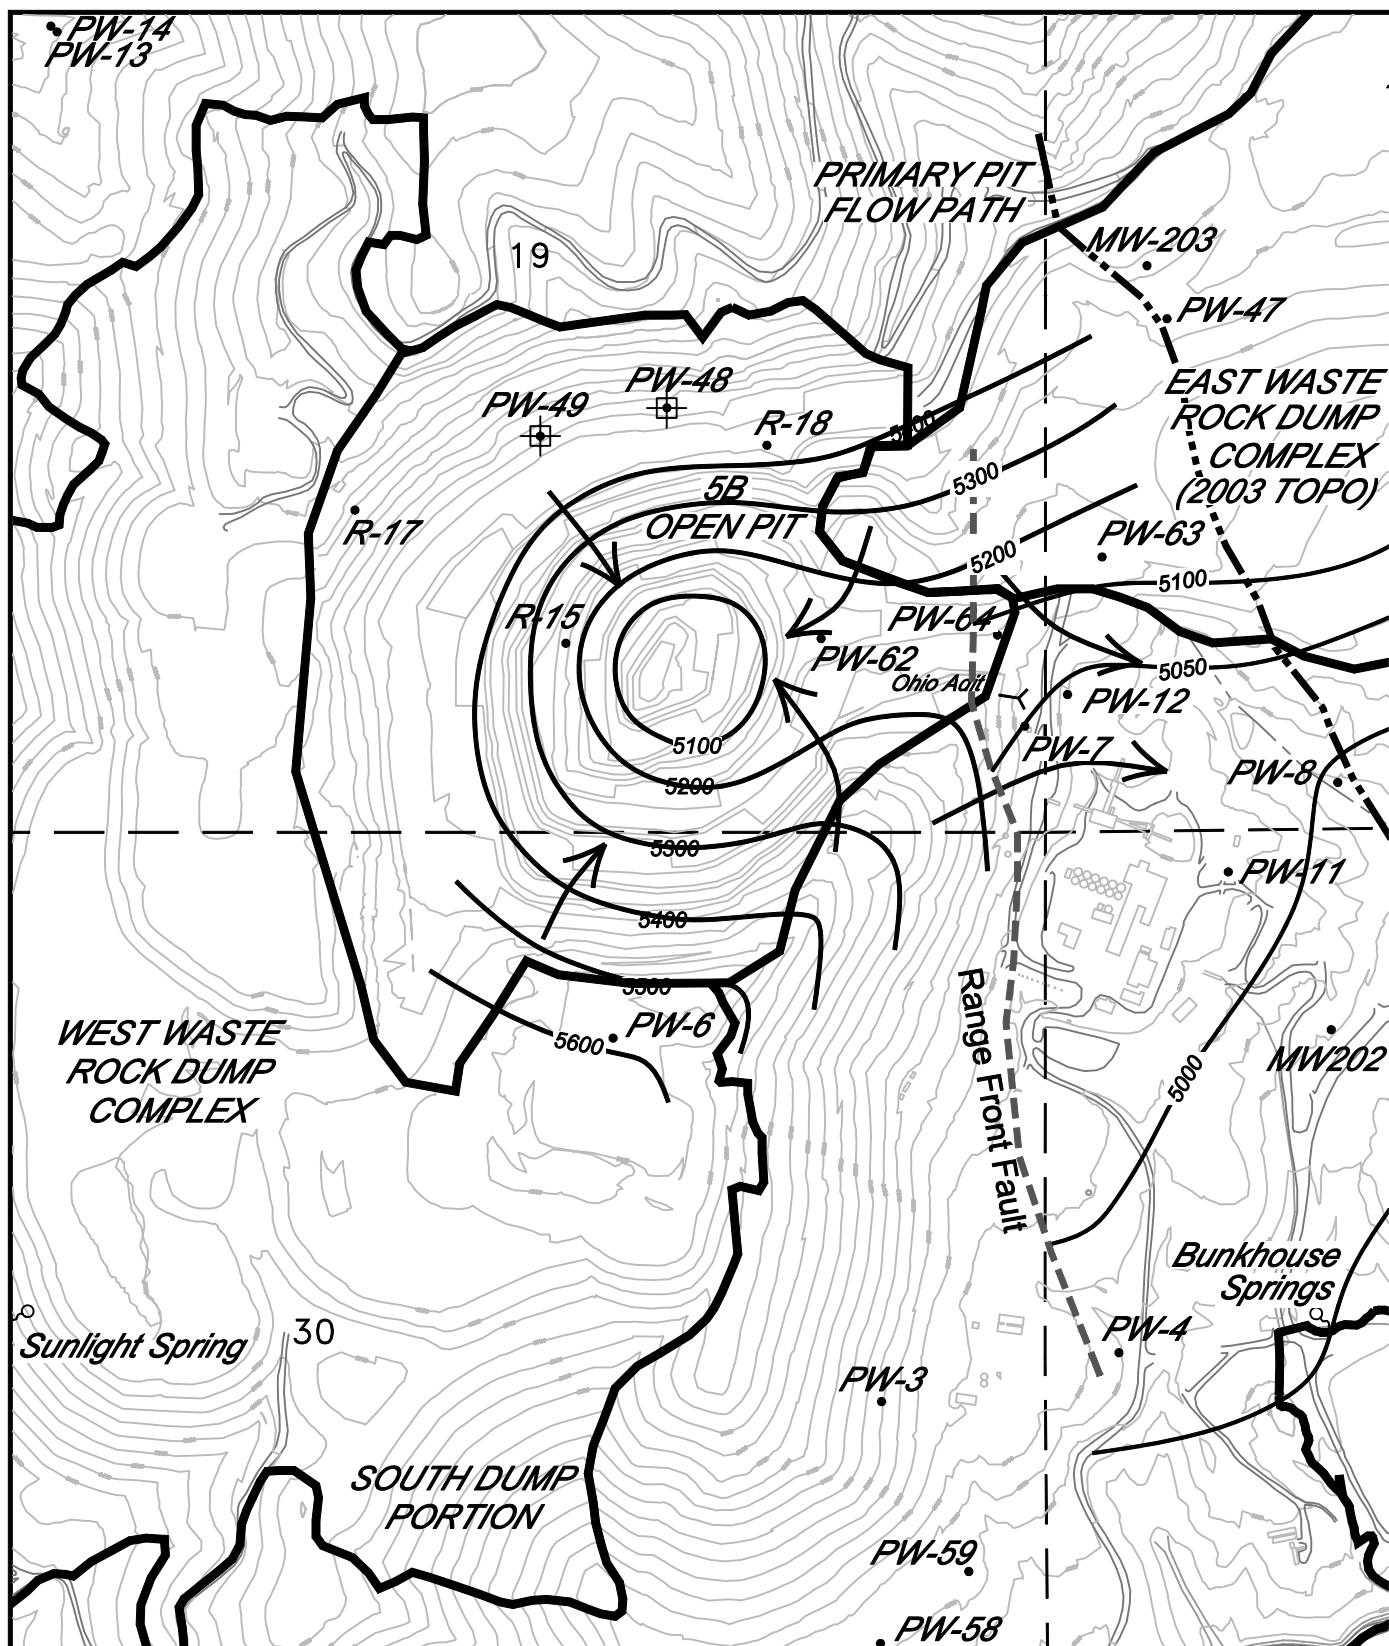 PW-14
PW-13
PRIMARY PIT
FLOW PATH
MW-203
19
PW-47
PW-48
PW-49
R-18
EAST WASTE
ROCK DUMP
COMPLEX
(2003 TOPO)
5400
5300
5B
OPEN PIT
R-17
5200
PW-63
5100
R-15
PW-64
PW-62
5050
Ohio Adit
PW-12
PW-7
5100
5200
PW-8
5300
PW-11
5400
5500
Range Front Fault
WEST WASTE
ROCK DUMP
COMPLEX
PW-6
5600
MW202
5000
Bunkhouse
Springs
Sunlight Spring
30
PW-4
PW-3
SOUTH DUMP
PORTION
PW-59
PW-58